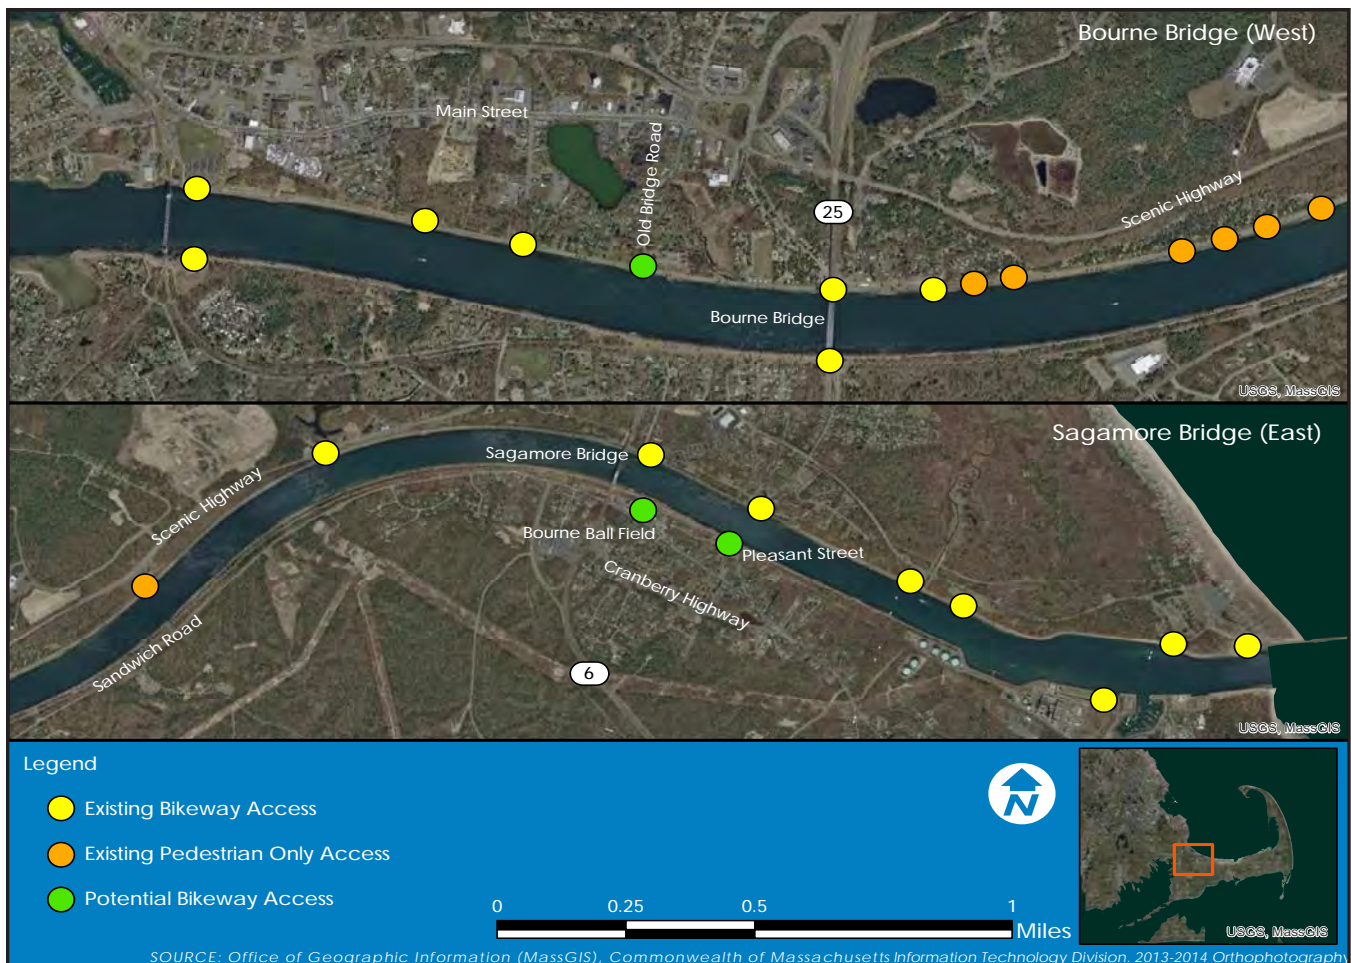 Bourne Bridge (West)
Main Street
Old Bridge Road
25
Scenic Highway
Bourne Bridge
USGS, MassGIS
Sagamore Bridge (East)
Sagamore Bridge
Scenic Highway
Bourne Ball Field
Pleasant Street
Cranberry Highway
Sandwich Road
6
USGS, MassGIS
Legend
Existing Bikeway Access
Existing Pedestrian Only Access
Potential Bikeway Access
N
0 0.25 0.5 1
Miles
USGS, MassGIS
SOURCE: Office of Geographic Information (MassGIS), Commonwealth of Massachusetts Information Technology Division. 2013-2014 Orthophotography